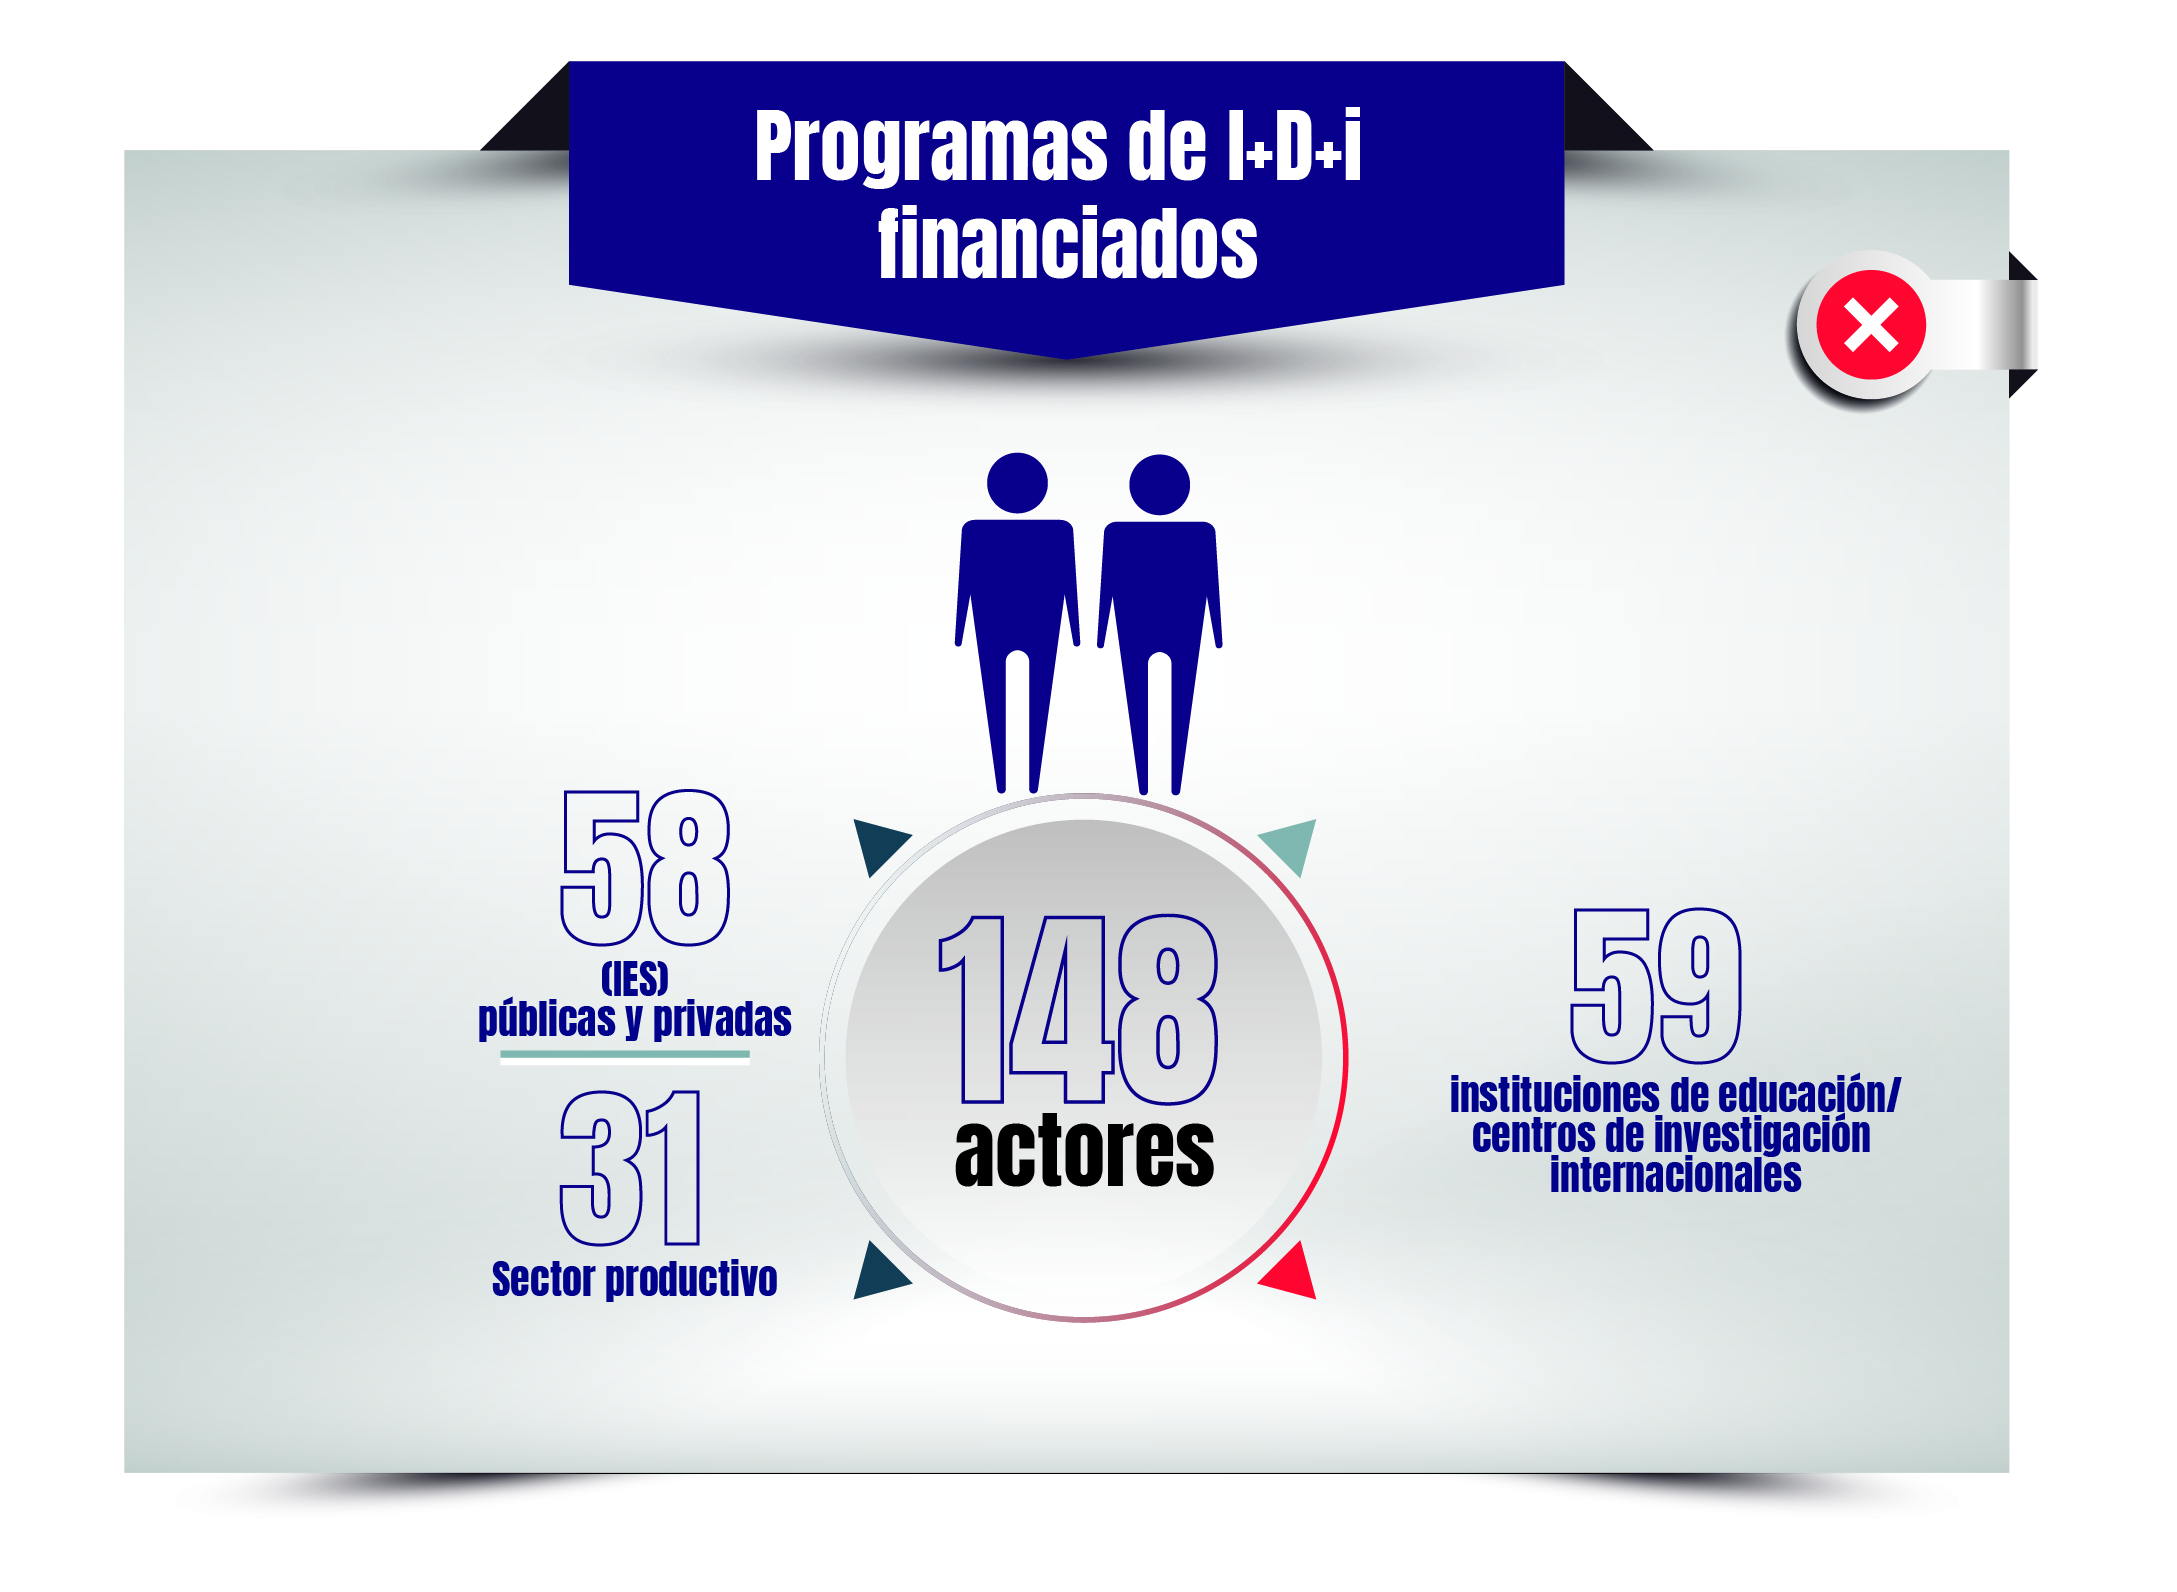 Programas de I+D+i
financiados
58
(IES)
públicas y privadas
31
Sector productivo
148
actores
59
instituciones de educación/
centros de investigación
internacionales